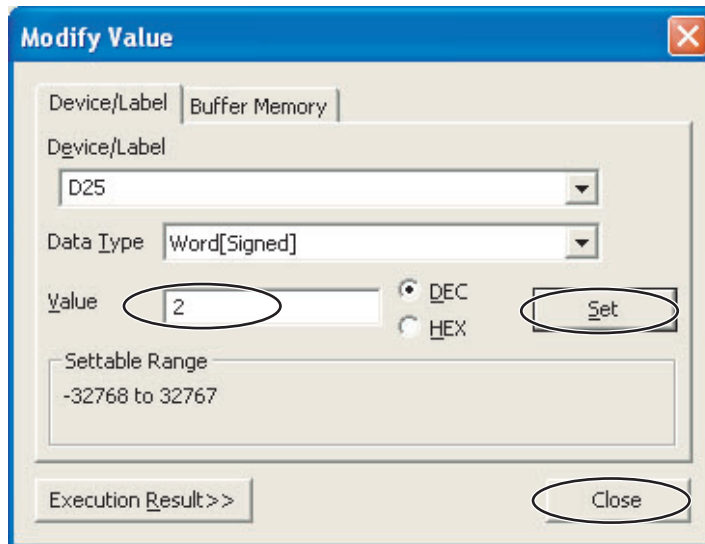 Modify Value
Device/Label Buffer Memory
Device/Label
D25
Data Type Word[Signed]
Value 2 DEC Set
HEX
Settable Range
-32768 to 32767
Execution Result>> Close